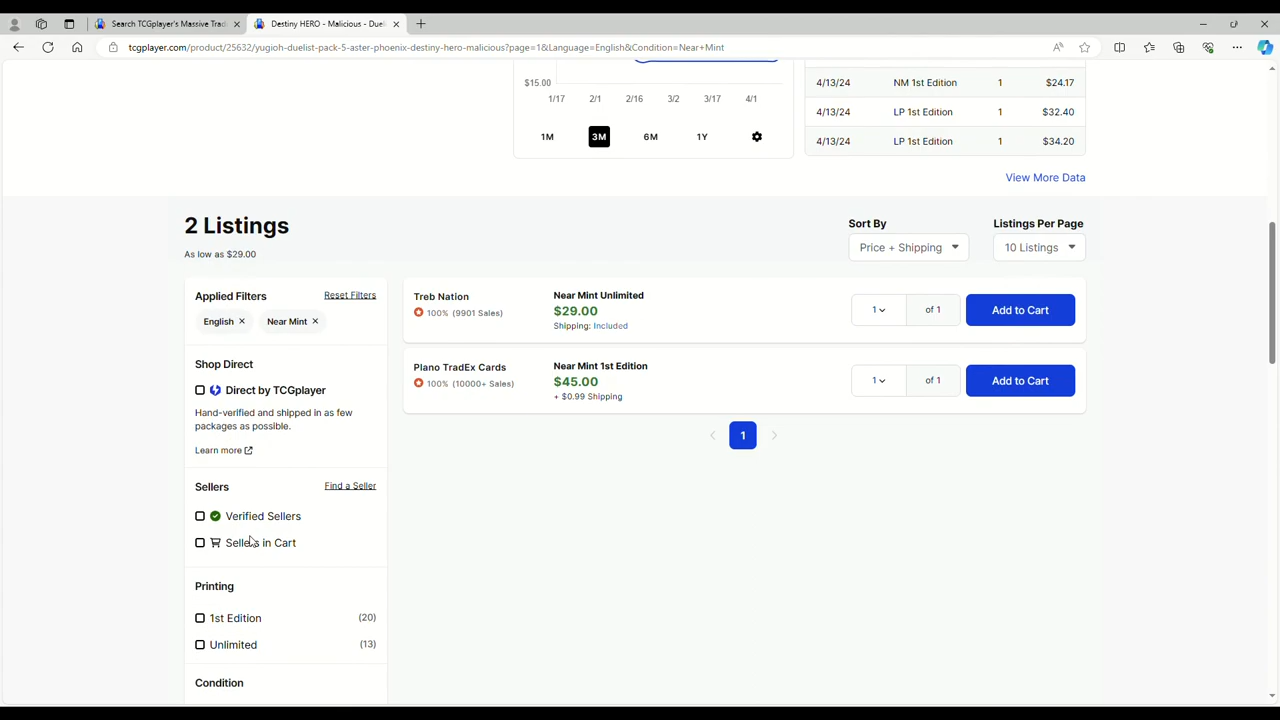 Search TCGplayer's Massive Trad
Destiny HERO - Malicious - Duel
tcgplayer.com/product/25632/yugioh-duelist-pack-5-aster-phoenix-destiny-hero-malicious?page=1&Language=English&Condition=Near+Mint
$15.00
1/17 2/1 2/16 3/2 3/17 4/1
1M 3M 6M 1Y
4/13/24 NM 1st Edition 1 $24.17
4/13/24 LP 1st Edition 1 $32.40
4/13/24 LP 1st Edition 1 $34.20
View More Data
2 Listings
As low as $29.00
Sort By
Price + Shipping
Listings Per Page
10 Listings
Applied Filters Reset Filters
English × Near Mint ×
Shop Direct
Direct by TCGplayer
Hand-verified and shipped in as few
packages as possible.
Learn more
Sellers Find a Seller
Verified Sellers
Sellers in Cart
Printing
1st Edition (20)
Unlimited (13)
Condition
Treb Nation
100% (9901 Sales)
Near Mint Unlimited
$29.00
Shipping: Included
1 of 1 Add to Cart
Plano TradEx Cards
100% (10000+ Sales)
Near Mint 1st Edition
$45.00
+ $0.99 Shipping
1 of 1 Add to Cart
1